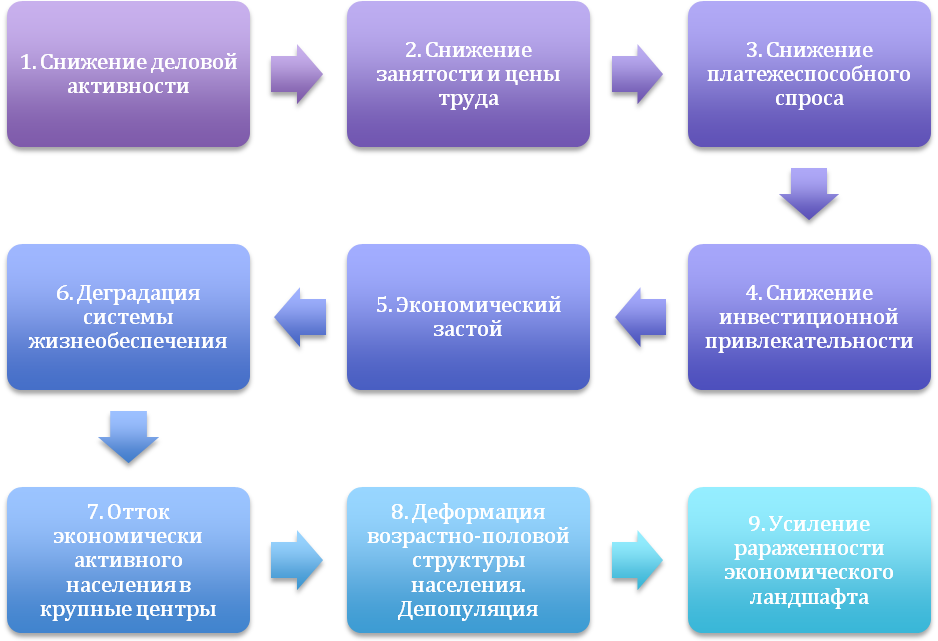 1. Снижение деловой
активности
2. Снижение
занятости и цены
труда
3. Снижение
платежеспособного
спроса
4. Снижение
инвестиционной
привлекательности
5. Экономический
застой
6. Деградация
системы
жизнеобеспечения
7. Отток
экономически
активного
населения в
крупные центры
8. Деформация
возрастно-половой
структуры
населения.
Депопуляция
9. Усиление
рараженности
экономического
ландшафта